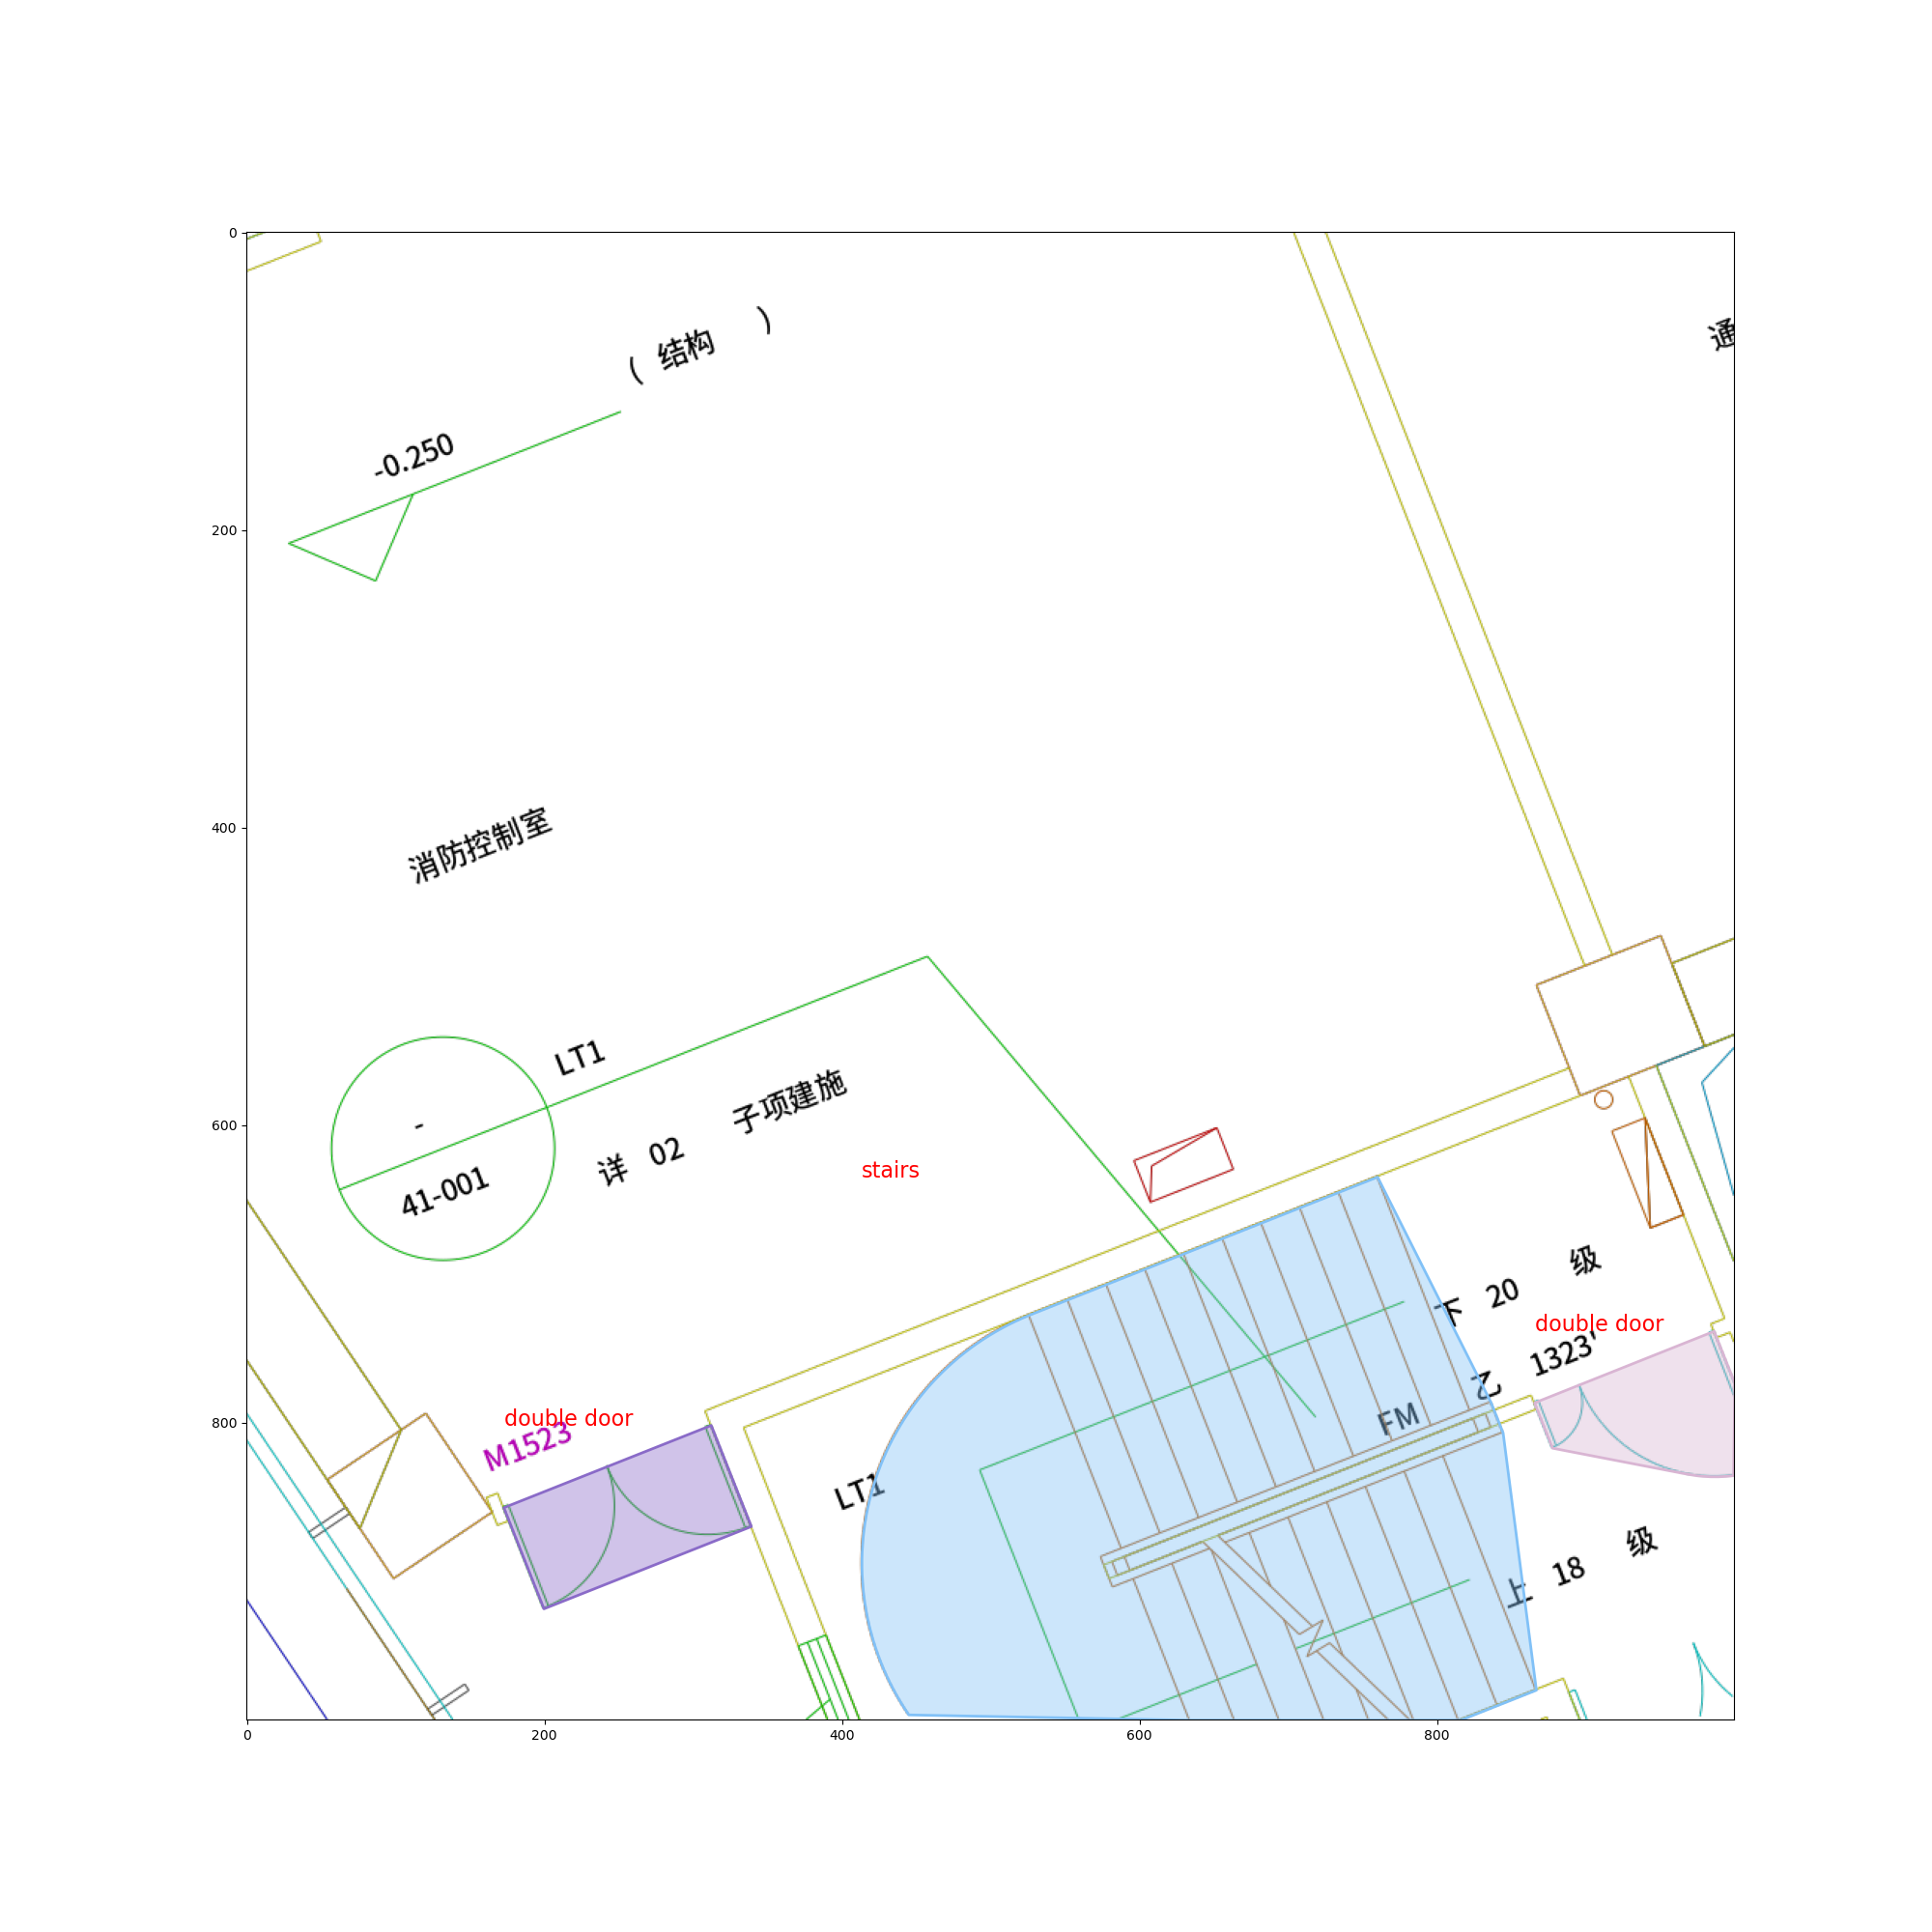 0
200
400
600
800
0
200
400
600
800
（ 结构 ）
通
-0.250
消防控制室
LT1
子项建施
详 02
-
41-001
stairs
下 20 级
double door
FM 乙 1323'
double door
M1523
LT1
上 18 级